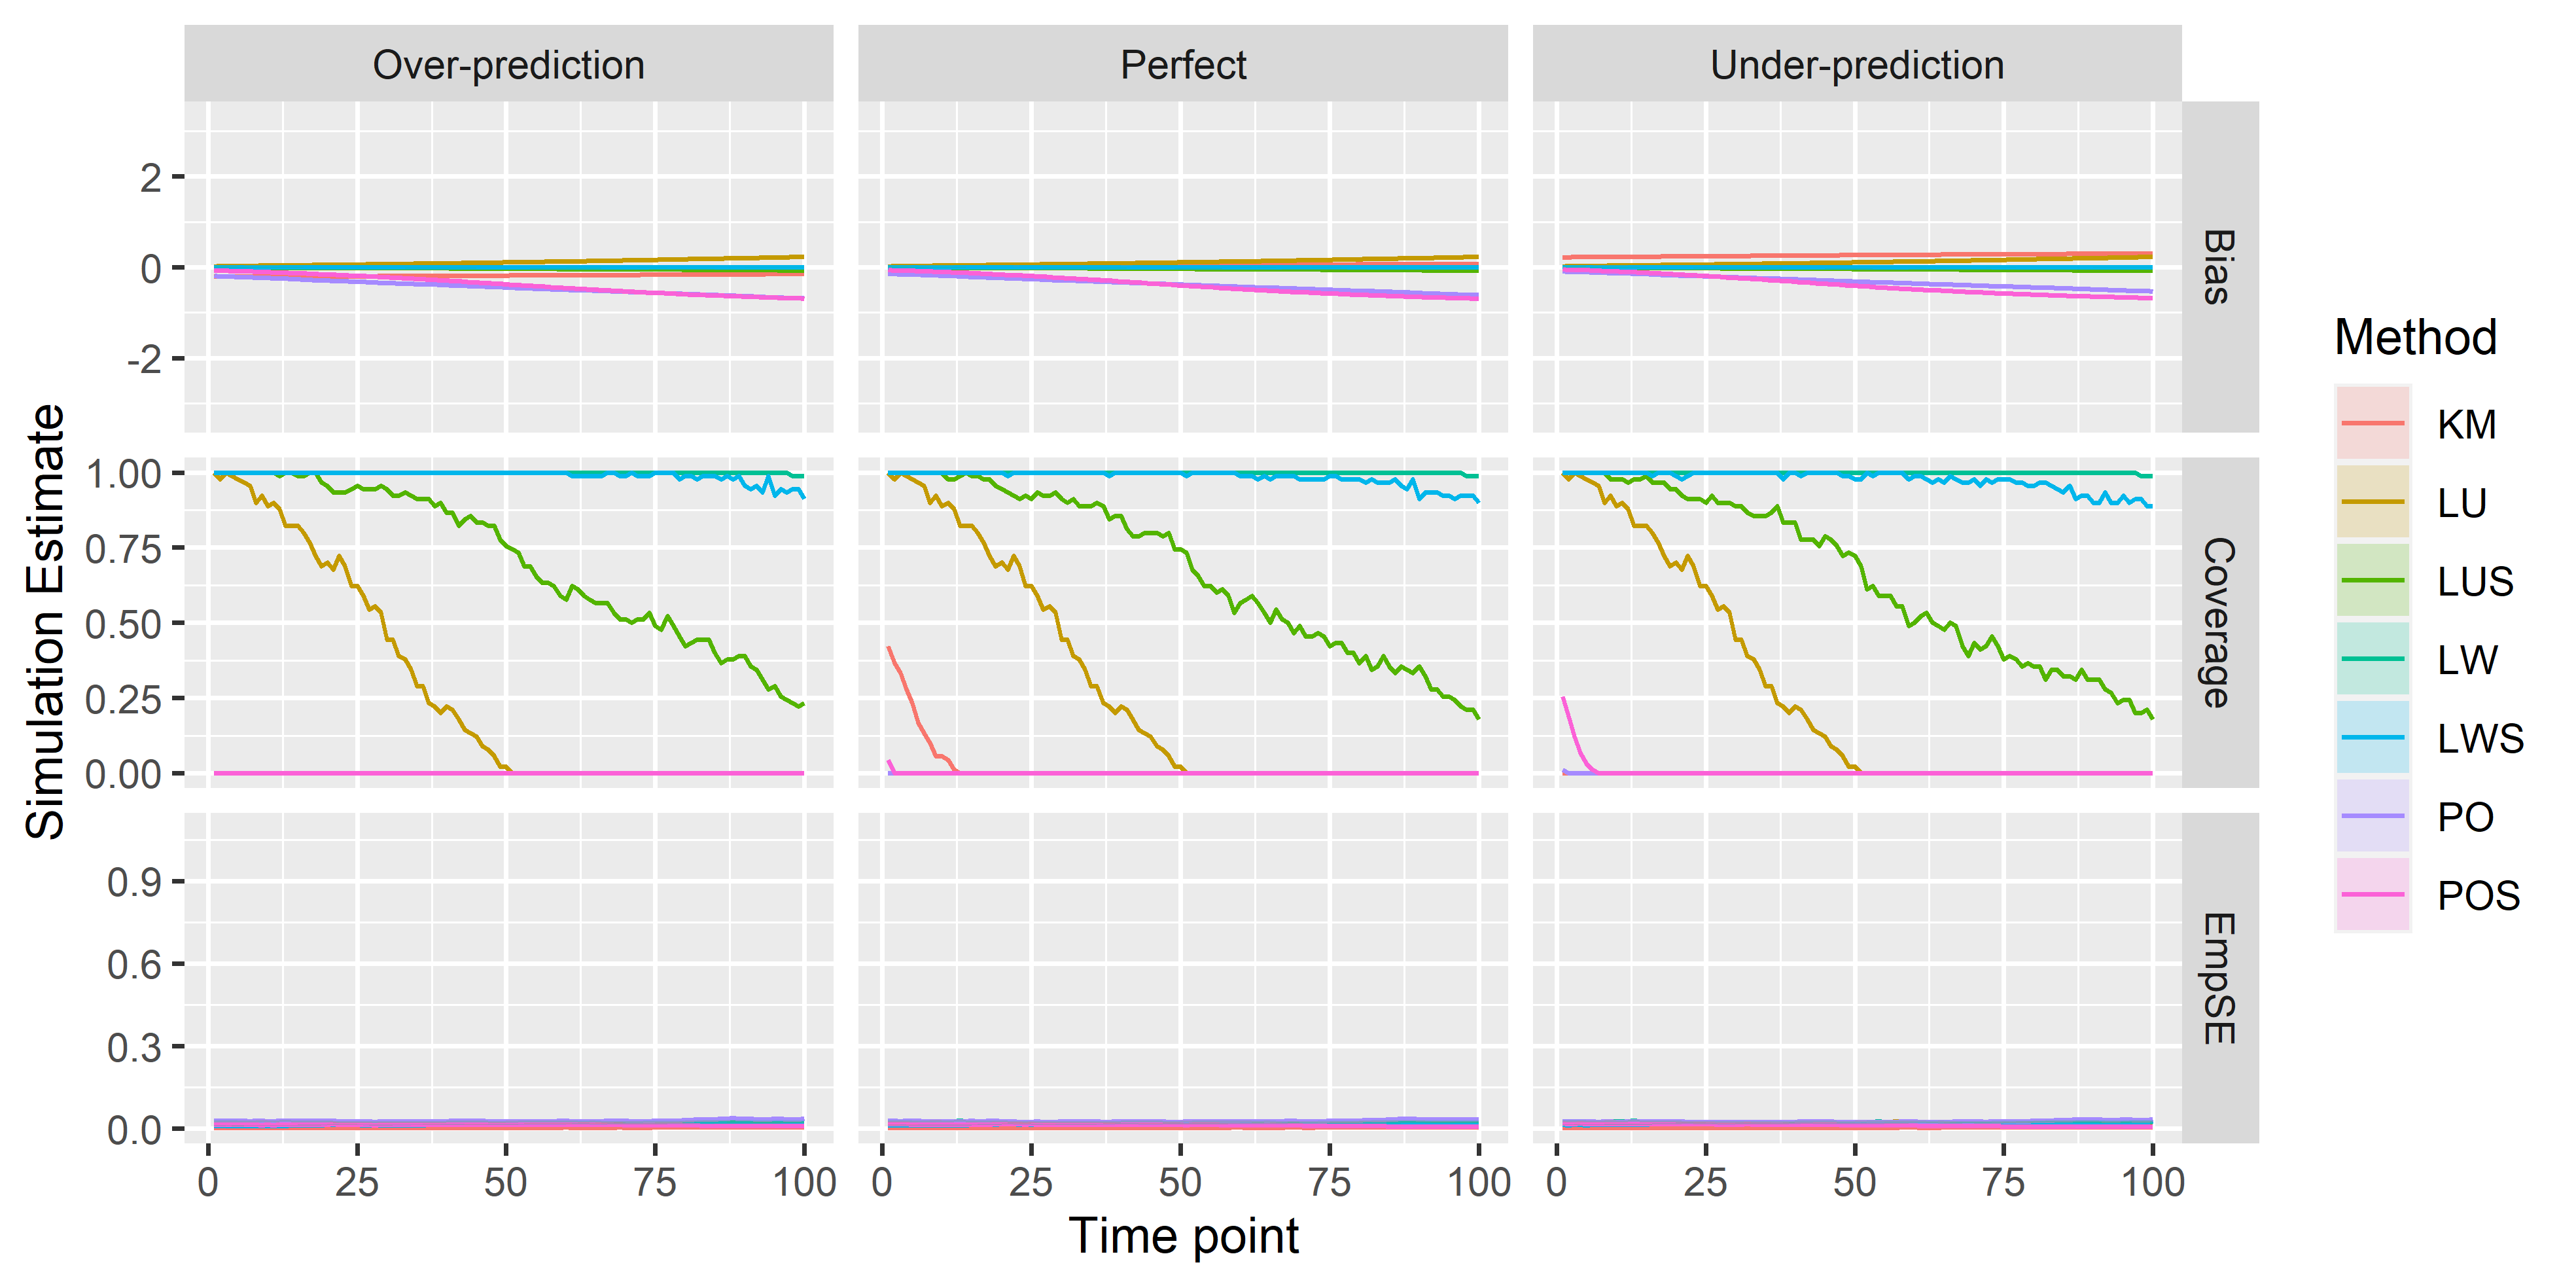 Over-prediction
Perfect
Under-prediction
2
0
-2
Bias
1.00
0.75
0.50
0.25
0.00
Coverage
0.9
0.6
0.3
0.0
EmpSE
0 25 50 75 100
0 25 50 75 100
0 25 50 75 100
Time point
Simulation Estimate
Method
KM
LU
LUS
LW
LWS
PO
POS